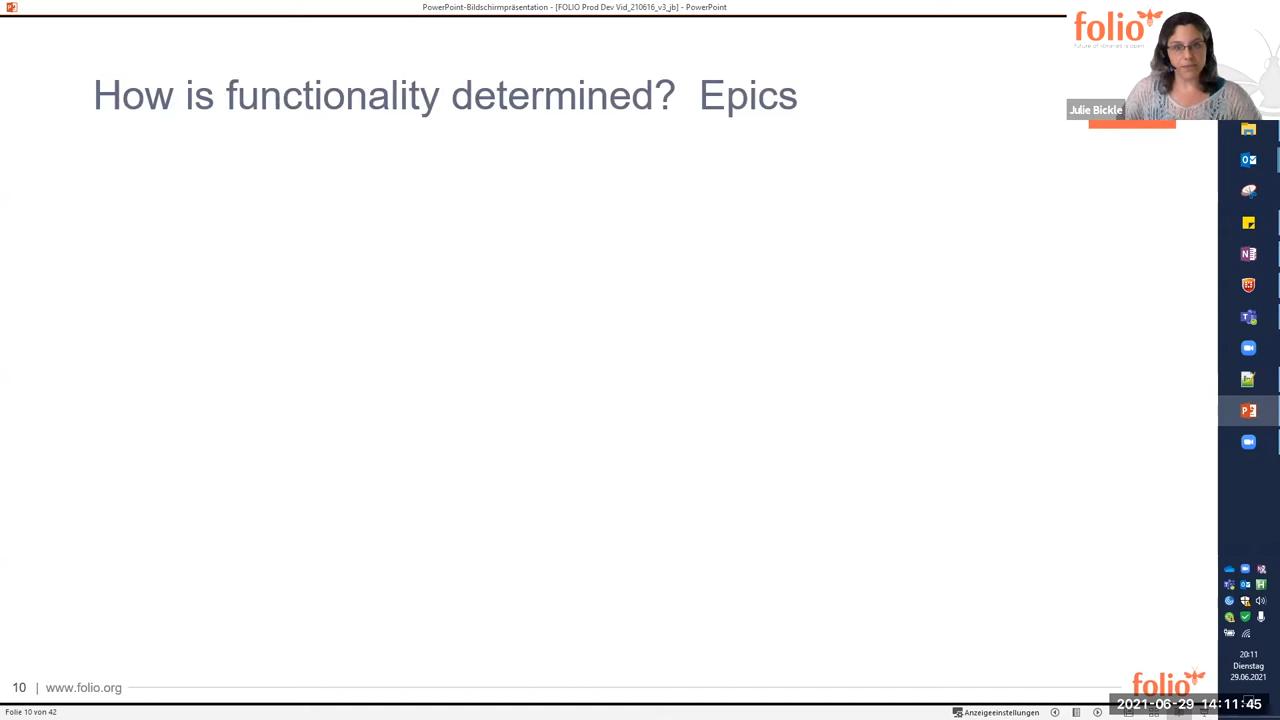 PowerPoint-Bildschirmpräsentation - [FOLIO Prod Dev Vid_210616_v3_jb] - PowerPoint
folio
future of libraries is open
Julie Bickle
How is functionality determined?  Epics
20:11
Dienstag
29.06.2021
10 | www.folio.org
folio
2021-06-29 14:11:45
Folie 10 von 42
Anzeigeeinstellungen